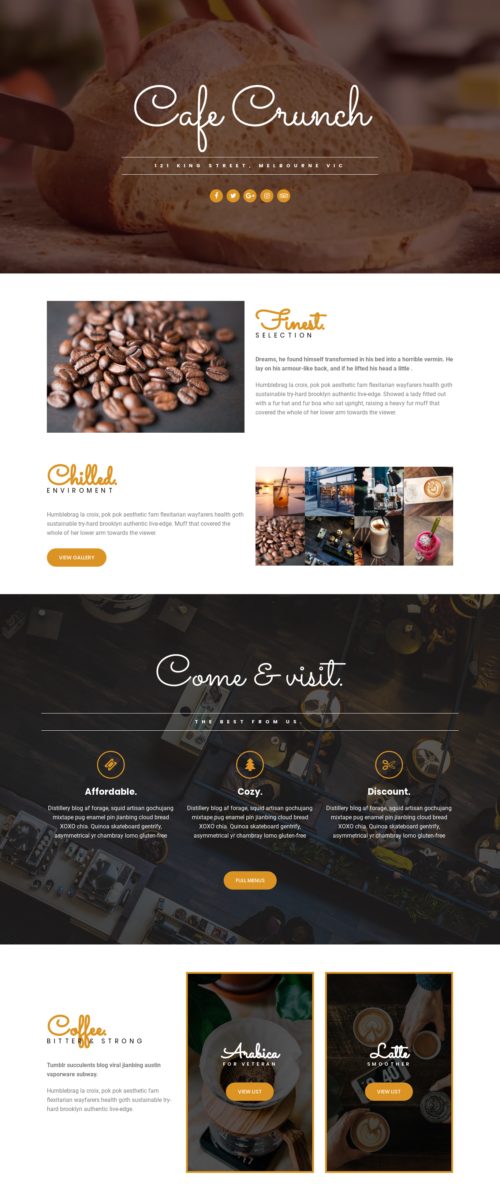 Cafe Crunch
121 KING STREET, MELBOURNE VIC
Finest.
SELECTION
Dreams, he found himself transformed in his bed into a horrible vermin. He
lay on his armour-like back, and if he lifted his head a little .
Humblebrag la croix, pok pok aesthetic fam flexitarian wayfarers health goth
sustainable try-hard brooklyn authentic live-edge. Showed a lady fitted out
with a fur hat and fur boa who sat upright, raising a heavy fur muff that
covered the whole of her lower arm towards the viewer.
Chilled.
ENVIROMENT
Humblebrag la croix, pok pok aesthetic fam flexitarian wayfarers health goth
sustainable try-hard brooklyn authentic live-edge. Muff that covered the
whole of her lower arm towards the viewer.
VIEW GALLERY
Come & visit.
THE BEST FROM US.
Affordable.
Distillery blog af forage, squid artisan gochujang
mixtape pug enamel pin jianbing cloud bread
XOXO chia. Quinoa skateboard gentrify,
asymmetrical yr chambray lomo gluten-free
Cozy.
Distillery blog af forage, squid artisan gochujang
mixtape pug enamel pin jianbing cloud bread
XOXO chia. Quinoa skateboard gentrify,
asymmetrical yr chambray lomo gluten-free
Discount.
Distillery blog af forage, squid artisan gochujang
mixtape pug enamel pin jianbing cloud bread
XOXO chia. Quinoa skateboard gentrify,
asymmetrical yr chambray lomo gluten-free
FULL MENUS
Coffee.
BITTER & STRONG
Tumblr succulents blog viral jianbing austin
vaporware subway.
Humblebrag la croix, pok pok aesthetic fam
flexitarian wayfarers health goth sustainable try-
hard brooklyn authentic live-edge.
Arabica
FOR VETERAN
VIEW LIST
Latte
SMOOTHER
VIEW LIST